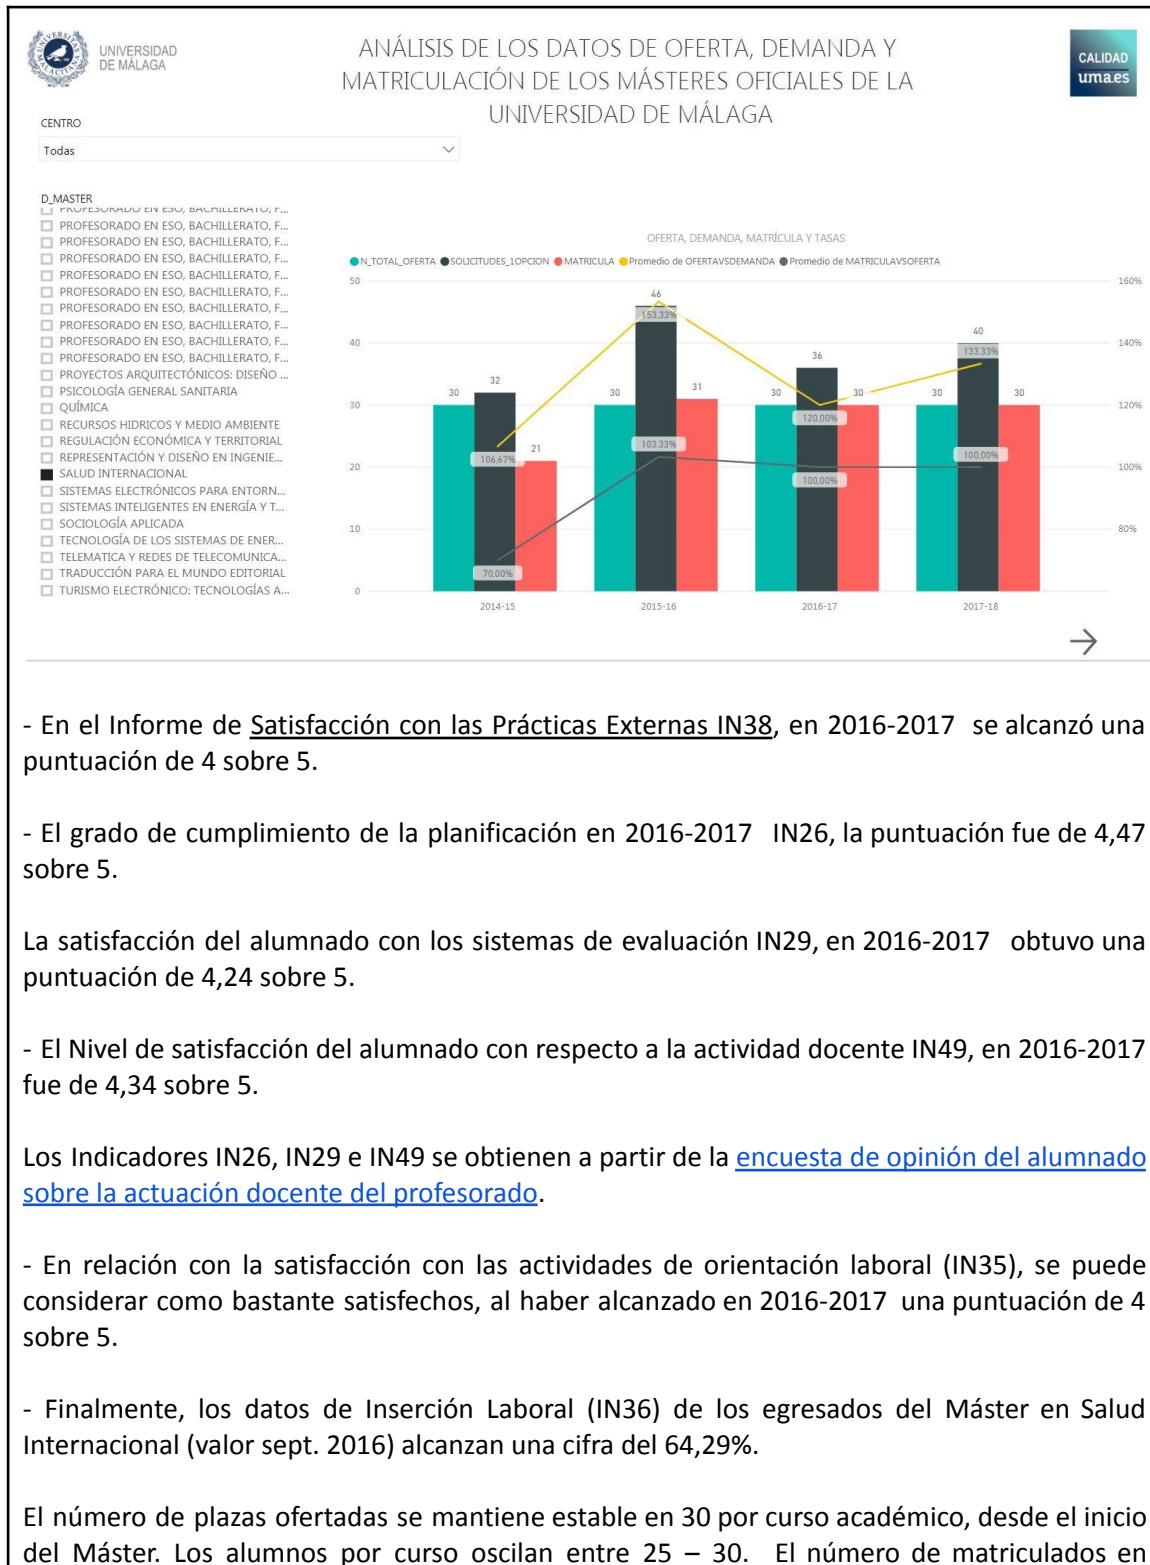 UNIVERSIDAD
DE MÁLAGA
ANÁLISIS DE LOS DATOS DE OFERTA, DEMANDA Y
MATRICULACIÓN DE LOS MÁSTERES OFICIALES DE LA
UNIVERSIDAD DE MÁLAGA
CALIDAD
uma.es
CENTRO
Todas
D_MASTER
PROFESORADO EN ESO, BACHILLERATO, F...
PROFESORADO EN ESO, BACHILLERATO, F...
PROFESORADO EN ESO, BACHILLERATO, F...
PROFESORADO EN ESO, BACHILLERATO, F...
PROFESORADO EN ESO, BACHILLERATO, F...
PROFESORADO EN ESO, BACHILLERATO, F...
PROFESORADO EN ESO, BACHILLERATO, F...
PROFESORADO EN ESO, BACHILLERATO, F...
PROFESORADO EN ESO, BACHILLERATO, F...
PROFESORADO EN ESO, BACHILLERATO, F...
PROYECTOS ARQUITECTÓNICOS: DISEÑO ...
PSICOLOGÍA GENERAL SANITARIA
QUÍMICA
RECURSOS HIDRICOS Y MEDIO AMBIENTE
REGULACIÓN ECONÓMICA Y TERRITORIAL
REPRESENTACIÓN Y DISEÑO EN INGENIE...
SALUD INTERNACIONAL
SISTEMAS ELECTRÓNICOS PARA ENTORN...
SISTEMAS INTELIGENTES EN ENERGÍA Y T...
SOCIOLOGÍA APLICADA
TECNOLOGÍA DE LOS SISTEMAS DE ENER...
TELEMATICA Y REDES DE TELECOMUNICA...
TRADUCCIÓN PARA EL MUNDO EDITORIAL
TURISMO ELECTRÓNICO: TECNOLOGÍAS A...
OFERTA, DEMANDA, MATRÍCULA Y TASAS
N_TOTAL_OFERTA SOLICITUDES_1OPCION MATRICULA Promedio de OFERTAVSDEMANDA Promedio de MATRICULAVSOFERTA
50 46 160%
153,33%
40 36 40 140%
133,33%
30 32 30 31 30 30 30 30
30 120%
120,00%
106,67% 21 103,33% 100,00%
20 100%
100,00%
10 80%
70,00%
0
2014-15 2015-16 2016-17 2017-18
- En el Informe de Satisfacción con las Prácticas Externas IN38, en 2016-2017 se alcanzó una
puntuación de 4 sobre 5.
- El grado de cumplimiento de la planificación en 2016-2017 IN26, la puntuación fue de 4,47
sobre 5.
La satisfacción del alumnado con los sistemas de evaluación IN29, en 2016-2017 obtuvo una
puntuación de 4,24 sobre 5.
- El Nivel de satisfacción del alumnado con respecto a la actividad docente IN49, en 2016-2017
fue de 4,34 sobre 5.
Los Indicadores IN26, IN29 e IN49 se obtienen a partir de la encuesta de opinión del alumnado
sobre la actuación docente del profesorado.
- En relación con la satisfacción con las actividades de orientación laboral (IN35), se puede
considerar como bastante satisfechos, al haber alcanzado en 2016-2017 una puntuación de 4
sobre 5.
- Finalmente, los datos de Inserción Laboral (IN36) de los egresados del Máster en Salud
Internacional (valor sept. 2016) alcanzan una cifra del 64,29%.
El número de plazas ofertadas se mantiene estable en 30 por curso académico, desde el inicio
del Máster. Los alumnos por curso oscilan entre 25 – 30. El número de matriculados en